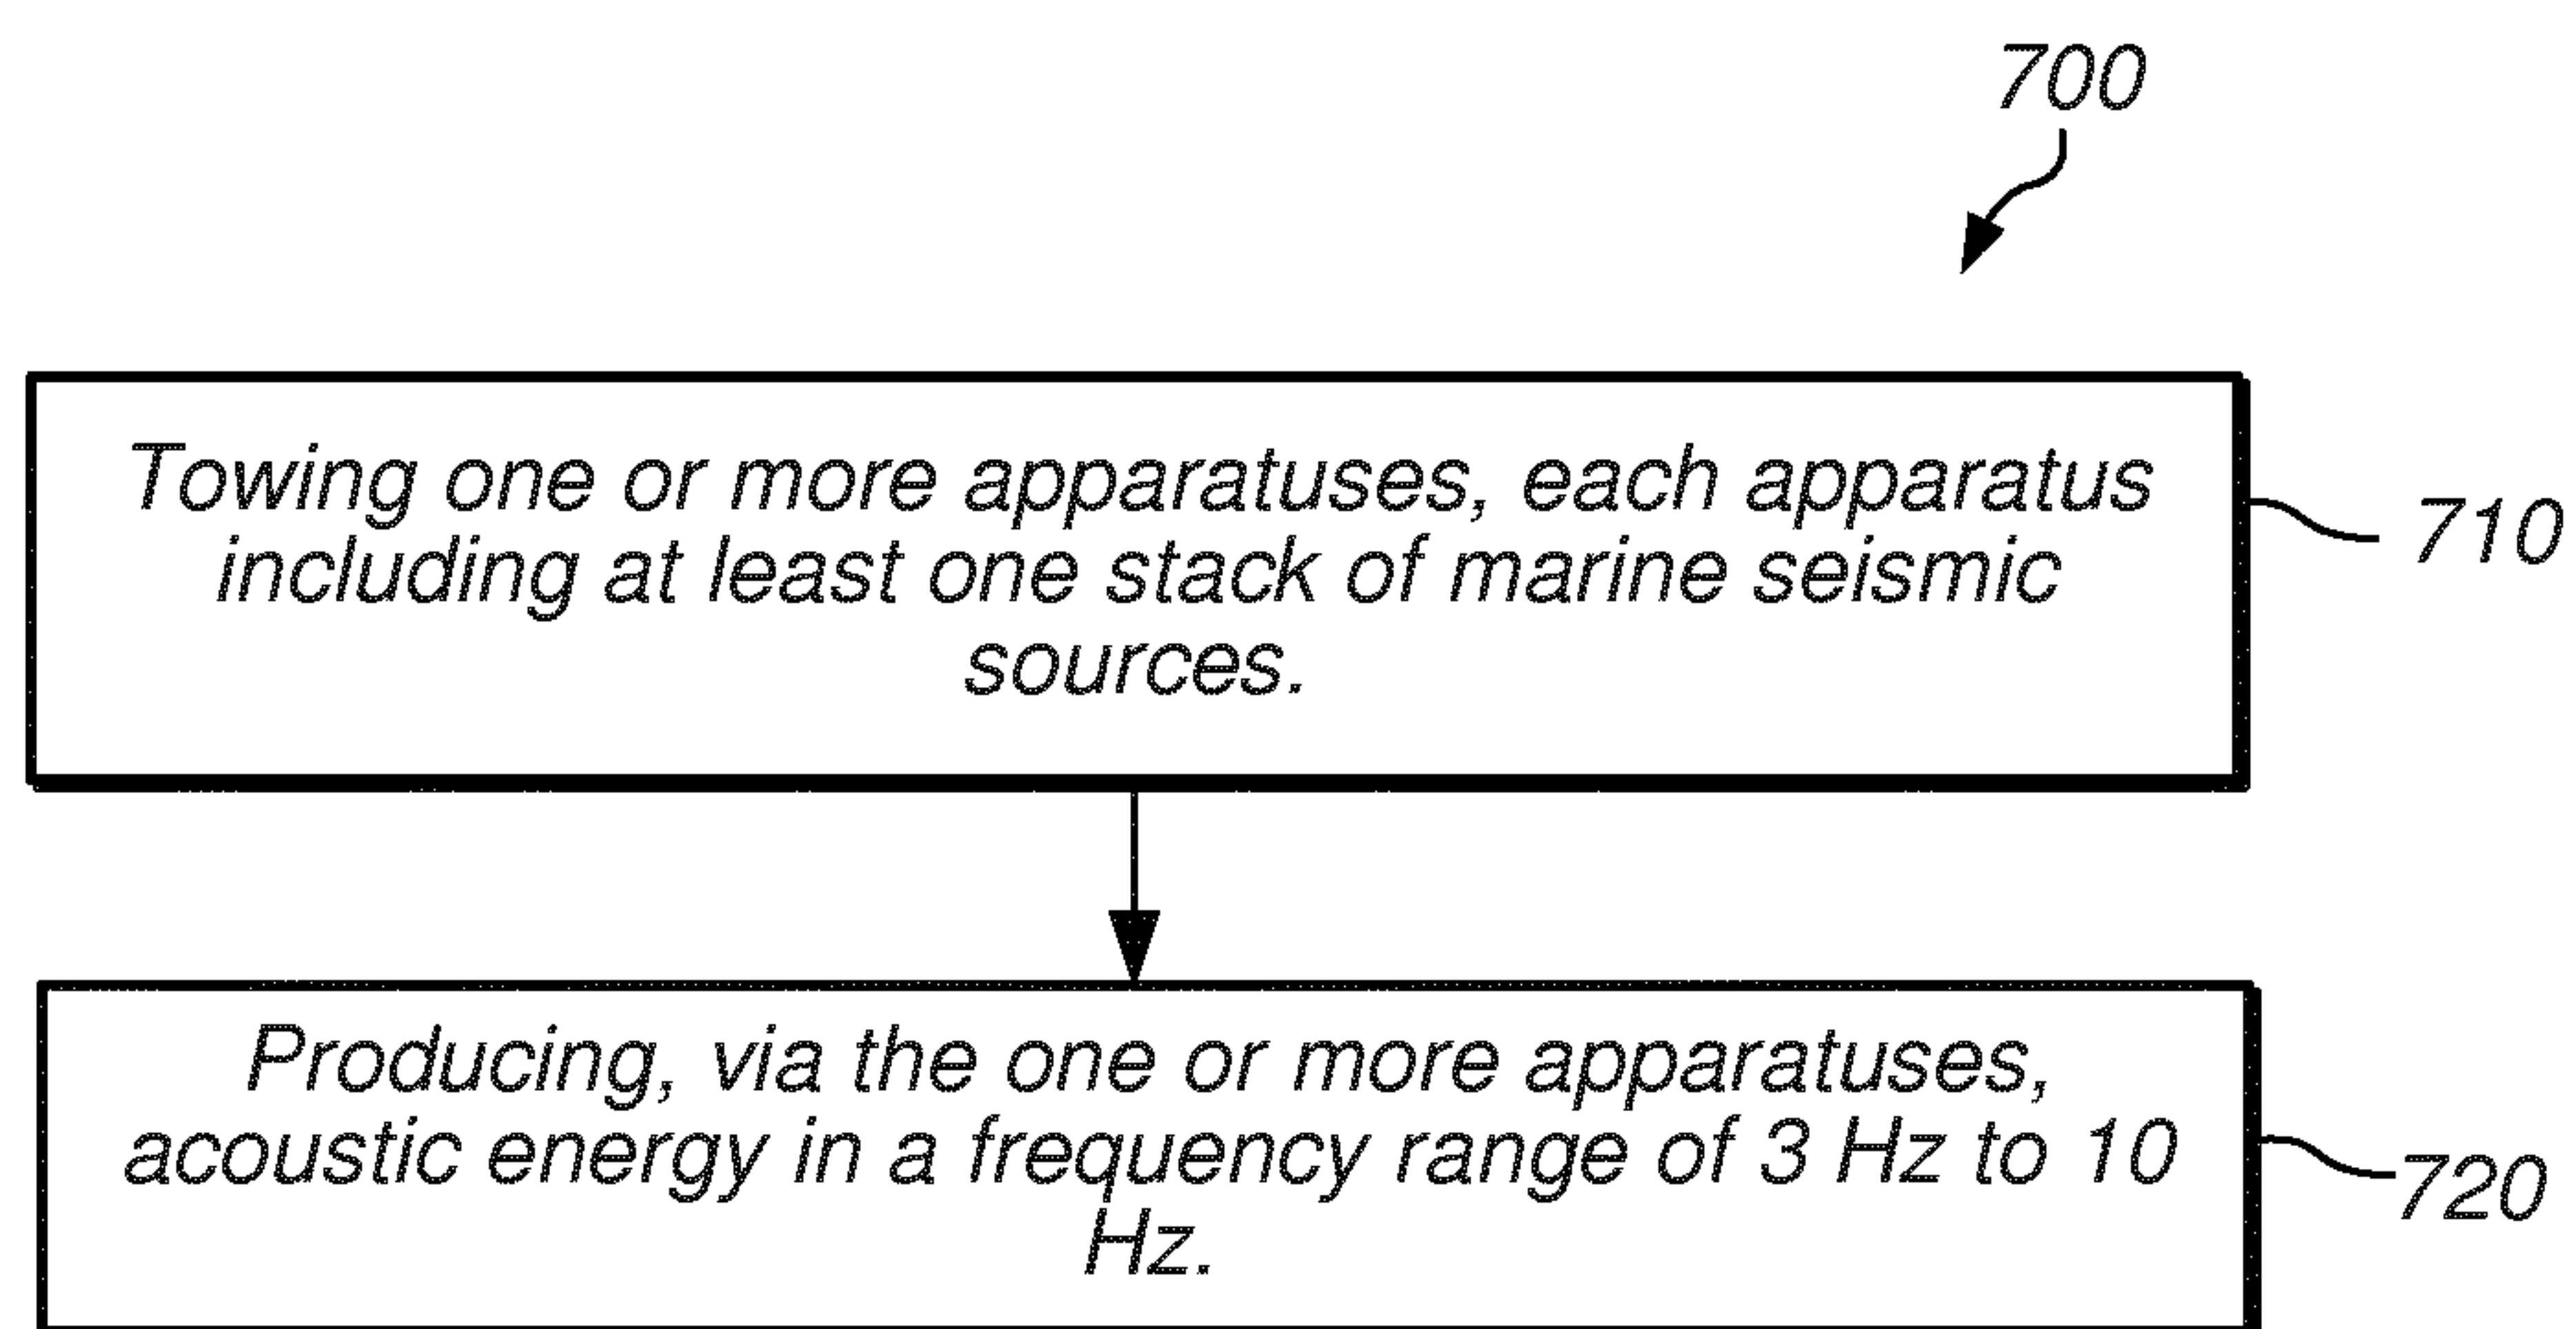 700
Towing one or more apparatuses, each apparatus
including at least one stack of marine seismic
sources.
710
Producing, via the one or more apparatuses,
acoustic energy in a frequency range of 3 Hz to 10
Hz.
720